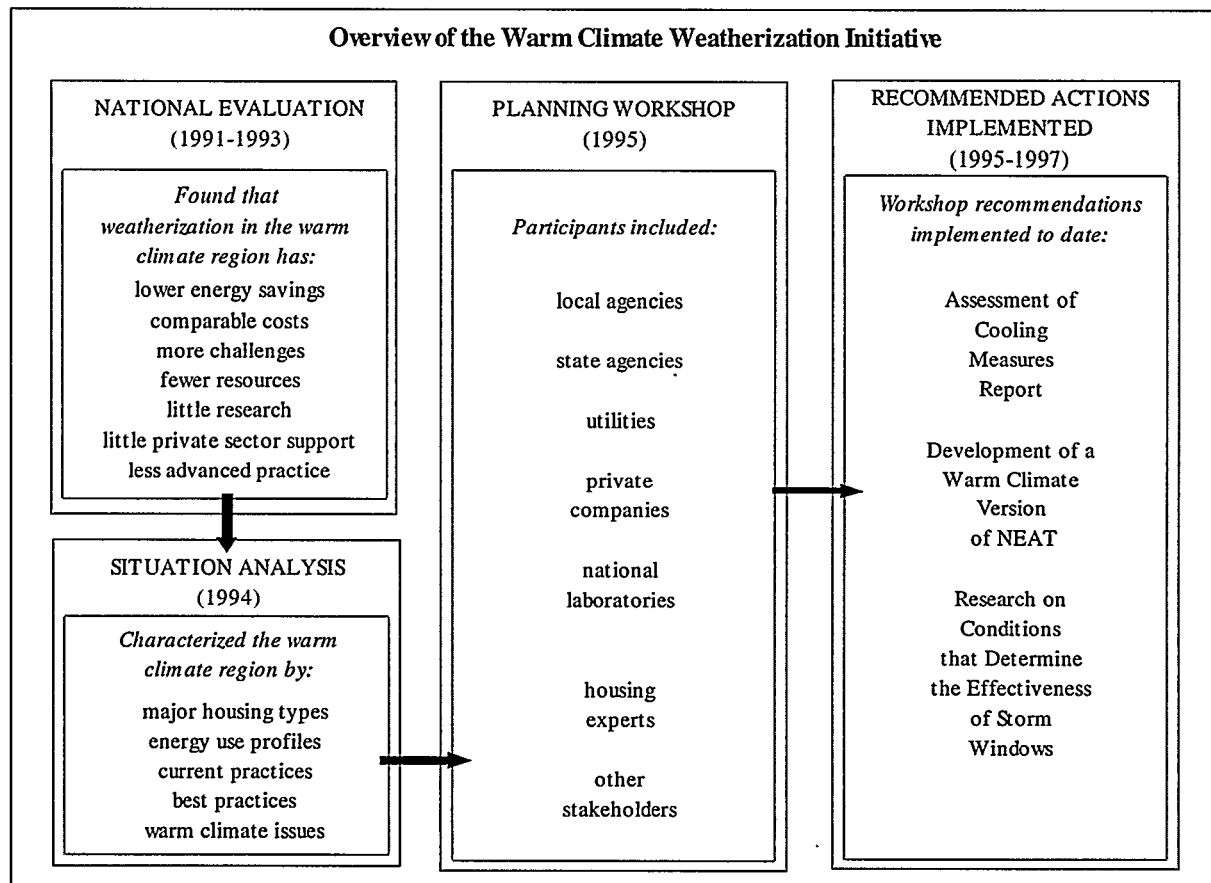 Overview of the Warm Climate Weatherization Initiative
NATIONAL EVALUATION
(1991-1993)
Found that
weatherization in the warm
climate region has:
lower energy savings
comparable costs
more challenges
fewer resources
little research
little private sector support
less advanced practice
SITUATION ANALYSIS
(1994)
Characterized the warm
climate region by:
major housing types
energy use profiles
current practices
best practices
warm climate issues
PLANNING WORKSHOP
(1995)
Participants included:
local agencies
state agencies
utilities
private
companies
national
laboratories
housing
experts
other
stakeholders
RECOMMENDED ACTIONS
IMPLEMENTED
(1995-1997)
Workshop recommendations
implemented to date:
Assessment of
Cooling
Measures
Report
Development of a
Warm Climate
Version
of NEAT
Research on
Conditions
that Determine
the Effectiveness
of Storm
Windows